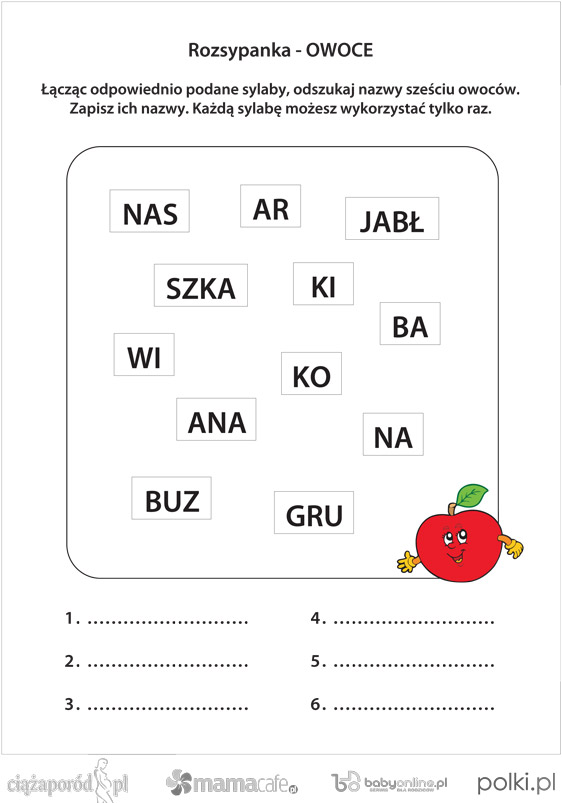 Rozsypanka - OWOCE
Łącząc odpowiednio podane sylaby, odszukaj nazwy sześciu owoców.
Zapisz ich nazwy. Każdą sylabę możesz wykorzystać tylko raz.
NAS AR JABŁ
SZKA KI
BA
WI
KO
ANA
NA
BUZ
GRU
1. ........................... 4. ...........................
2. ........................... 5. ...........................
3. ........................... 6. ...........................
ciążaporód.pl mamacafe.pl babyonline.pl polki.pl